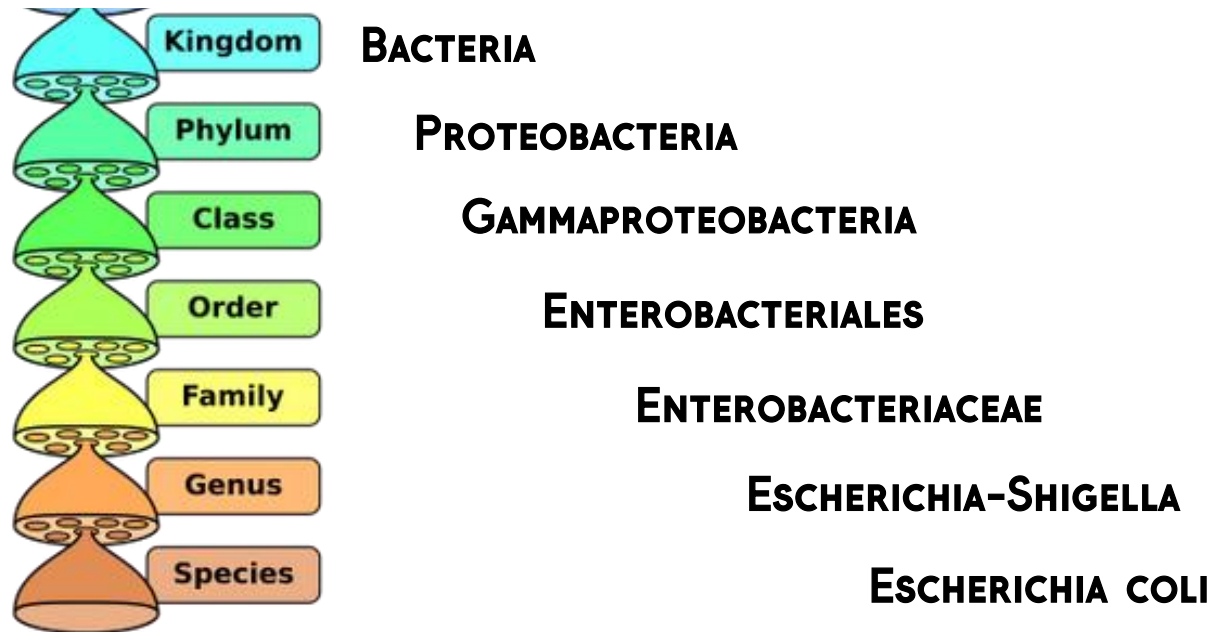 Kingdom BACTERIA
Phylum PROTEOBACTERIA
Class GAMMAPROTEOBACTERIA
Order ENTEROBACTERIALES
Family ENTEROBACTERIACEAE
Genus ESCHERICHIA-SHIGELLA
Species ESCHERICHIA COLI